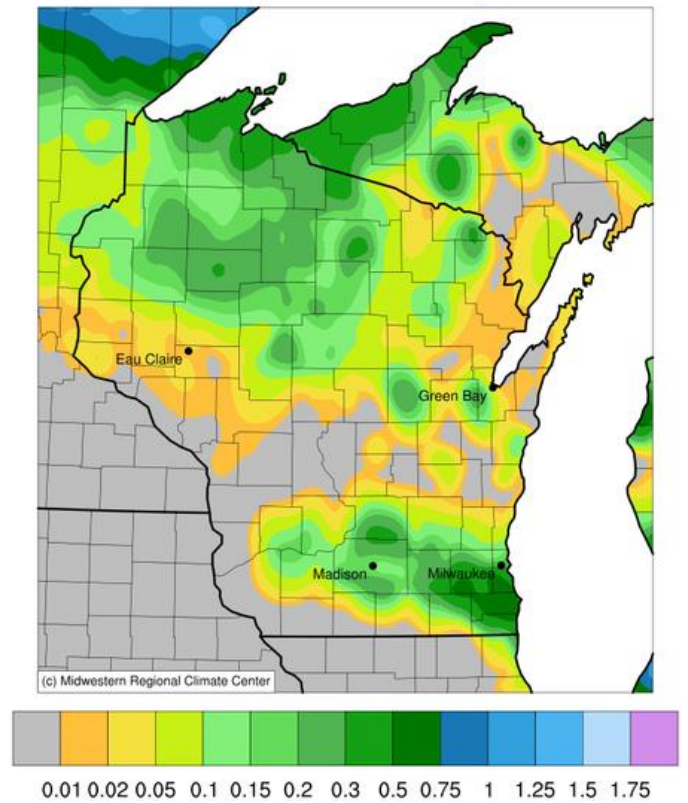 Eau Claire
Green Bay
Madison
Milwaukee
(c) Midwestern Regional Climate Center
0.01 0.02 0.05 0.1 0.15 0.2 0.3 0.5 0.75 1 1.25 1.5 1.75